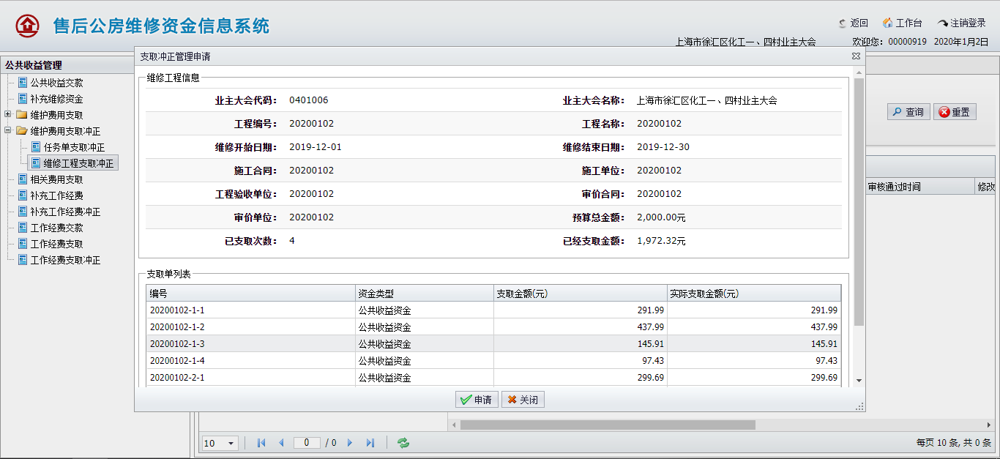 售后公房维修资金信息系统
返回 工作台 注销登录
上海市徐汇区化工一、四村业主大会 欢迎您：00000919 2020年1月2日
公共收益管理
公共收益交款
补充维修资金
维护费用支取
维护费用支取冲正
任务单支取冲正
维修工程支取冲正
相关费用支取
补充工作经费
补充工作经费冲正
工作经费交款
工作经费支取
工作经费支取冲正
支取冲正管理申请
维修工程信息
业主大会代码： 0401006 业主大会名称： 上海市徐汇区化工一、四村业主大会
工程编号： 20200102 工程名称： 20200102
维修开始日期： 2019-12-01 维修结束日期： 2019-12-30
施工合同： 20200102 施工单位： 20200102
工程验收单位： 20200102 审价合同： 20200102
审价单位： 20200102 预算总金额： 2,000.00元
已支取次数： 4 已经支取金额： 1,972.32元
支取单列表
编号 资金类型 支取金额(元) 实际支取金额(元)
20200102-1-1 公共收益资金 291.99 291.99
20200102-1-2 公共收益资金 437.99 437.99
20200102-1-3 公共收益资金 145.91 145.91
20200102-1-4 公共收益资金 97.43 97.43
20200102-2-1 公共收益资金 299.69 299.69
申请 关闭
查询 重置
审核通过时间 修改
10 0 / 0 每页 10 条, 共 0 条